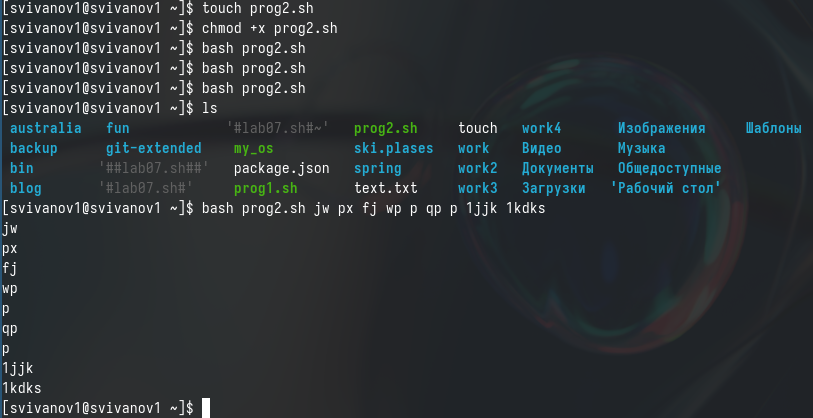 [svivanov1@svivanov1 ~]$ touch prog2.sh
[svivanov1@svivanov1 ~]$ chmod +x prog2.sh
[svivanov1@svivanov1 ~]$ bash prog2.sh
[svivanov1@svivanov1 ~]$ bash prog2.sh
[svivanov1@svivanov1 ~]$ bash prog2.sh
[svivanov1@svivanov1 ~]$ ls
australia fun '#lab07.sh#~' prog2.sh touch work4 Изображения Шаблоны
backup git-extended my_os ski.plases work Видео Музыка
bin '##lab07.sh##' package.json spring work2 Документы Общедоступные
blog '#lab07.sh#' prog1.sh text.txt work3 Загрузки 'Рабочий стол'
[svivanov1@svivanov1 ~]$ bash prog2.sh jw px fj wp p qp p 1jjk 1kdks
jw
px
fj
wp
p
qp
p
1jjk
1kdks
[svivanov1@svivanov1 ~]$